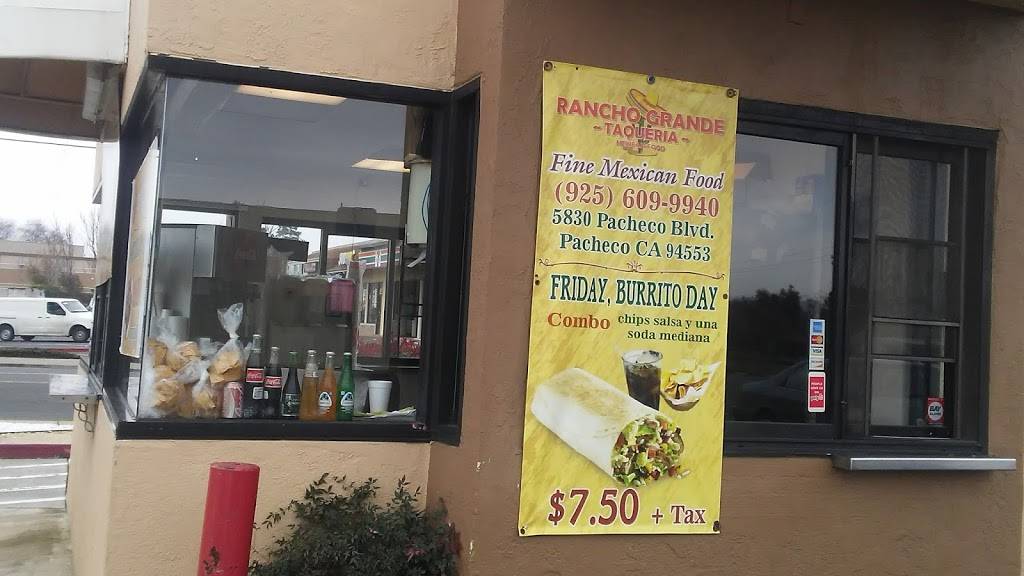 RANCHO GRANDE
- TAQUERIA -
Fine Mexican Food
(925) 609-9940
5830 Pacheco Blvd.
Pacheco CA 94553
FRIDAY, BURRITO DAY
Combo chips salsa y una
soda mediana
$7.50 + Tax
VISA